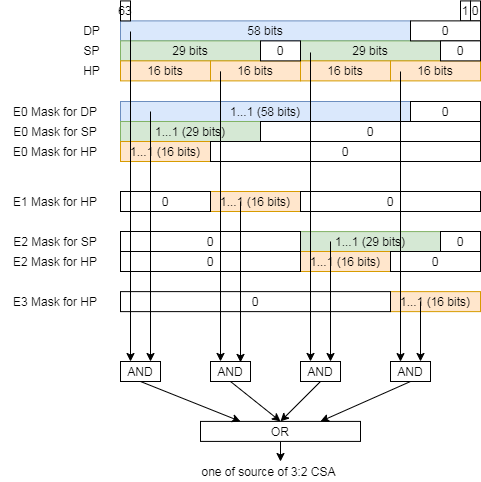 63 1 0
DP 58 bits 0
SP 29 bits 0 29 bits 0
HP 16 bits 16 bits 16 bits 16 bits
E0 Mask for DP 1...1 (58 bits) 0
E0 Mask for SP 1...1 (29 bits) 0
E0 Mask for HP 1...1 (16 bits) 0
E1 Mask for HP 0 1...1 (16 bits) 0
E2 Mask for SP 0 1...1 (29 bits) 0
E2 Mask for HP 0 1...1 (16 bits) 0
E3 Mask for HP 0 1...1 (16 bits)
AND AND AND AND
OR
one of source of 3:2 CSA